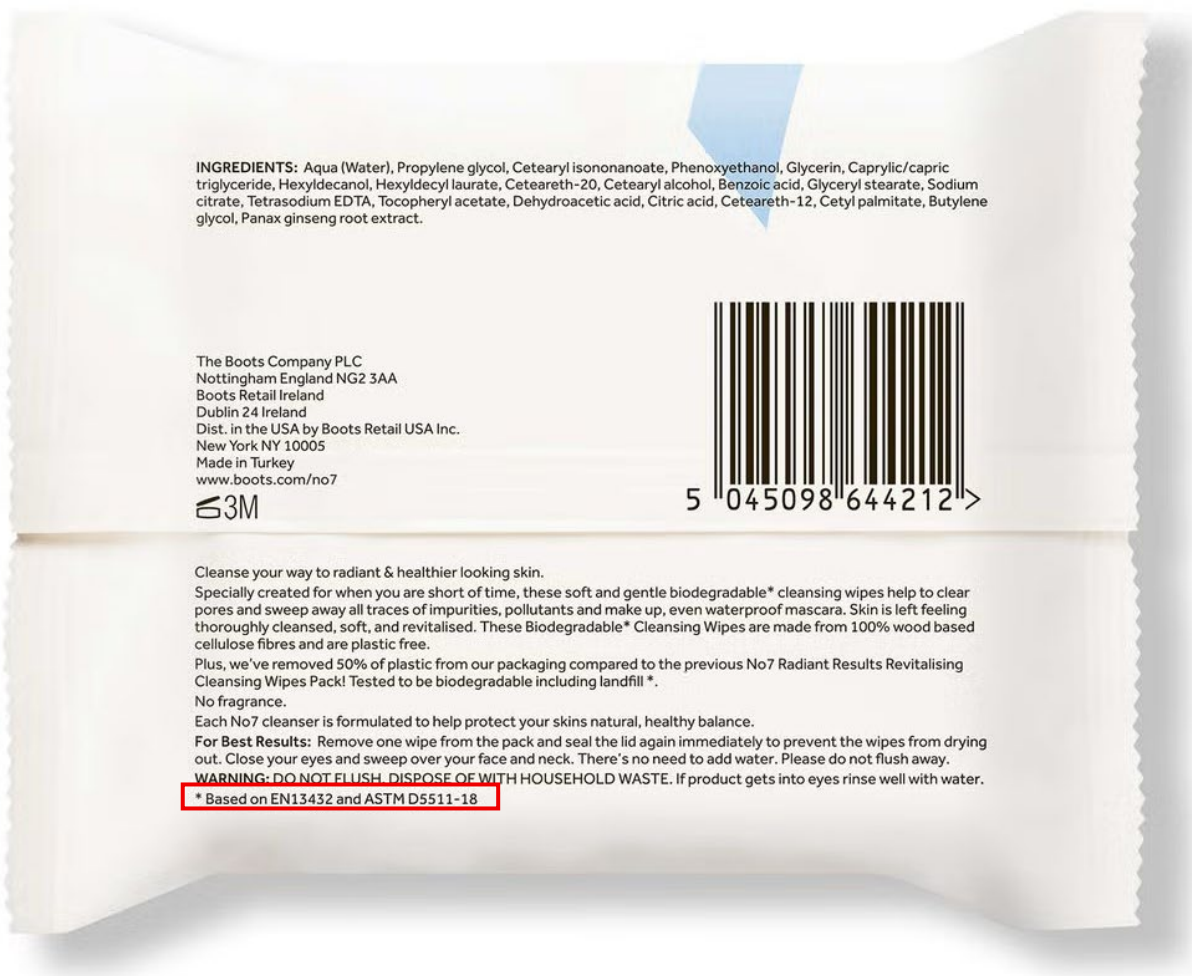 INGREDIENTS: Aqua (Water), Propylene glycol, Cetearyl isononanoate, Phenoxyethanol, Glycerin, Caprylic/capric
triglyceride, Hexyldecanol, Hexyldecyl laurate, Ceteareth-20, Cetearyl alcohol, Benzoic acid, Glyceryl stearate, Sodium
citrate, Tetrasodium EDTA, Tocopheryl acetate, Dehydroacetic acid, Citric acid, Ceteareth-12, Cetyl palmitate, Butylene
glycol, Panax ginseng root extract.
The Boots Company PLC
Nottingham England NG2 3AA
Boots Retail Ireland
Dublin 24 Ireland
Dist. in the USA by Boots Retail USA Inc.
New York NY 10005
Made in Turkey
www.boots.com/no7
3M
5 045098 644212 >
Cleanse your way to radiant & healthier looking skin.
Specially created for when you are short of time, these soft and gentle biodegradable* cleansing wipes help to clear
pores and sweep away all traces of impurities, pollutants and make up, even waterproof mascara. Skin is left feeling
thoroughly cleansed, soft, and revitalised. These Biodegradable* Cleansing Wipes are made from 100% wood based
cellulose fibres and are plastic free.
Plus, we've removed 50% of plastic from our packaging compared to the previous No7 Radiant Results Revitalising
Cleansing Wipes Pack! Tested to be biodegradable including landfill *.
No fragrance.
Each No7 cleanser is formulated to help protect your skins natural, healthy balance.
For Best Results: Remove one wipe from the pack and seal the lid again immediately to prevent the wipes from drying
out. Close your eyes and sweep over your face and neck. There's no need to add water. Please do not flush away.
WARNING: DO NOT FLUSH. DISPOSE OF WITH HOUSEHOLD WASTE. If product gets into eyes rinse well with water.
* Based on EN13432 and ASTM D5511-18